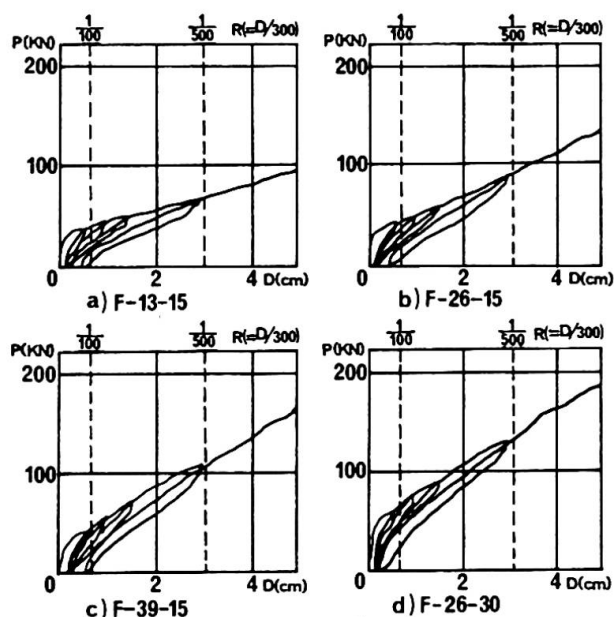 1/100 1/500 R(=D/300)
P(KN)
200
100
0 2 4 D(cm)
a) F-13-15
1/100 1/500 R(=D/300)
P(KN)
200
100
0 2 4 D(cm)
b) F-26-15
1/100 1/500 R(=D/300)
P(KN)
200
100
0 2 4 D(cm)
c) F-39-15
1/100 1/500 R(=D/300)
P(KN)
200
100
0 2 4 D(cm)
d) F-26-30